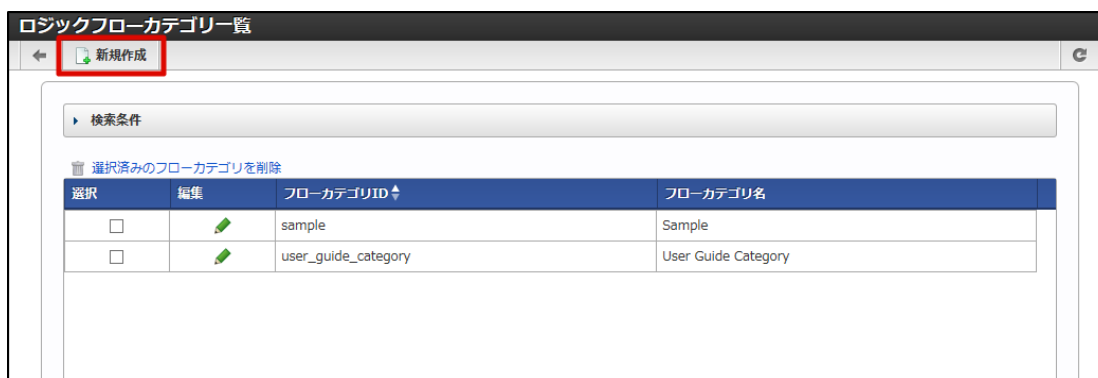 ロジックフローカテゴリ一覧
新規作成
検索条件
選択済みのフローカテゴリを削除
選択 編集 フローカテゴリID フローカテゴリ名
sample Sample
user_guide_category User Guide Category